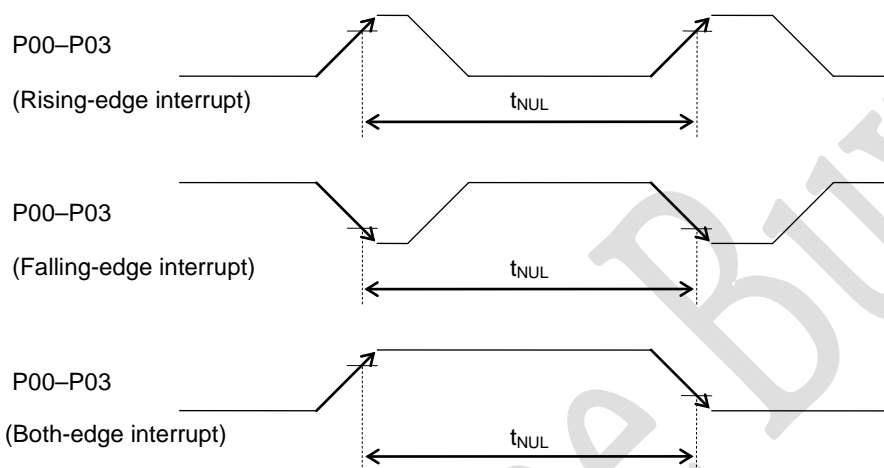 P00–P03
(Rising-edge interrupt)
tNUL
P00–P03
(Falling-edge interrupt)
tNUL
P00–P03
(Both-edge interrupt)
tNUL